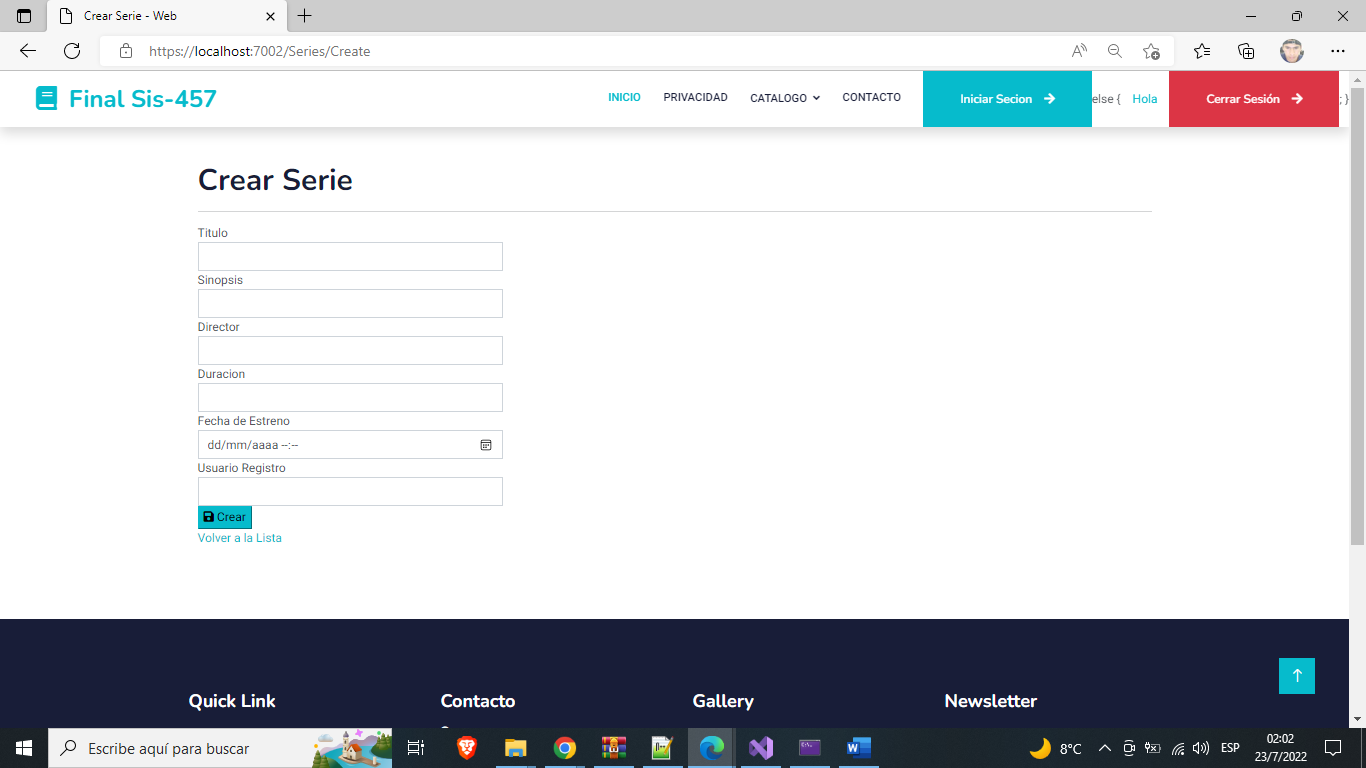 Crear Serie - Web
https://localhost:7002/Series/Create
Final Sis-457 INICIO PRIVACIDAD CATALOGO CONTACTO Iniciar Secion else { Hola Cerrar Sesión ; }
Crear Serie
Titulo
Sinopsis
Director
Duracion
Fecha de Estreno
dd/mm/aaaa --:--
Usuario Registro
Crear
Volver a la Lista
Quick Link Contacto Gallery Newsletter
Escribe aquí para buscar
8°C ESP
02:02
23/7/2022